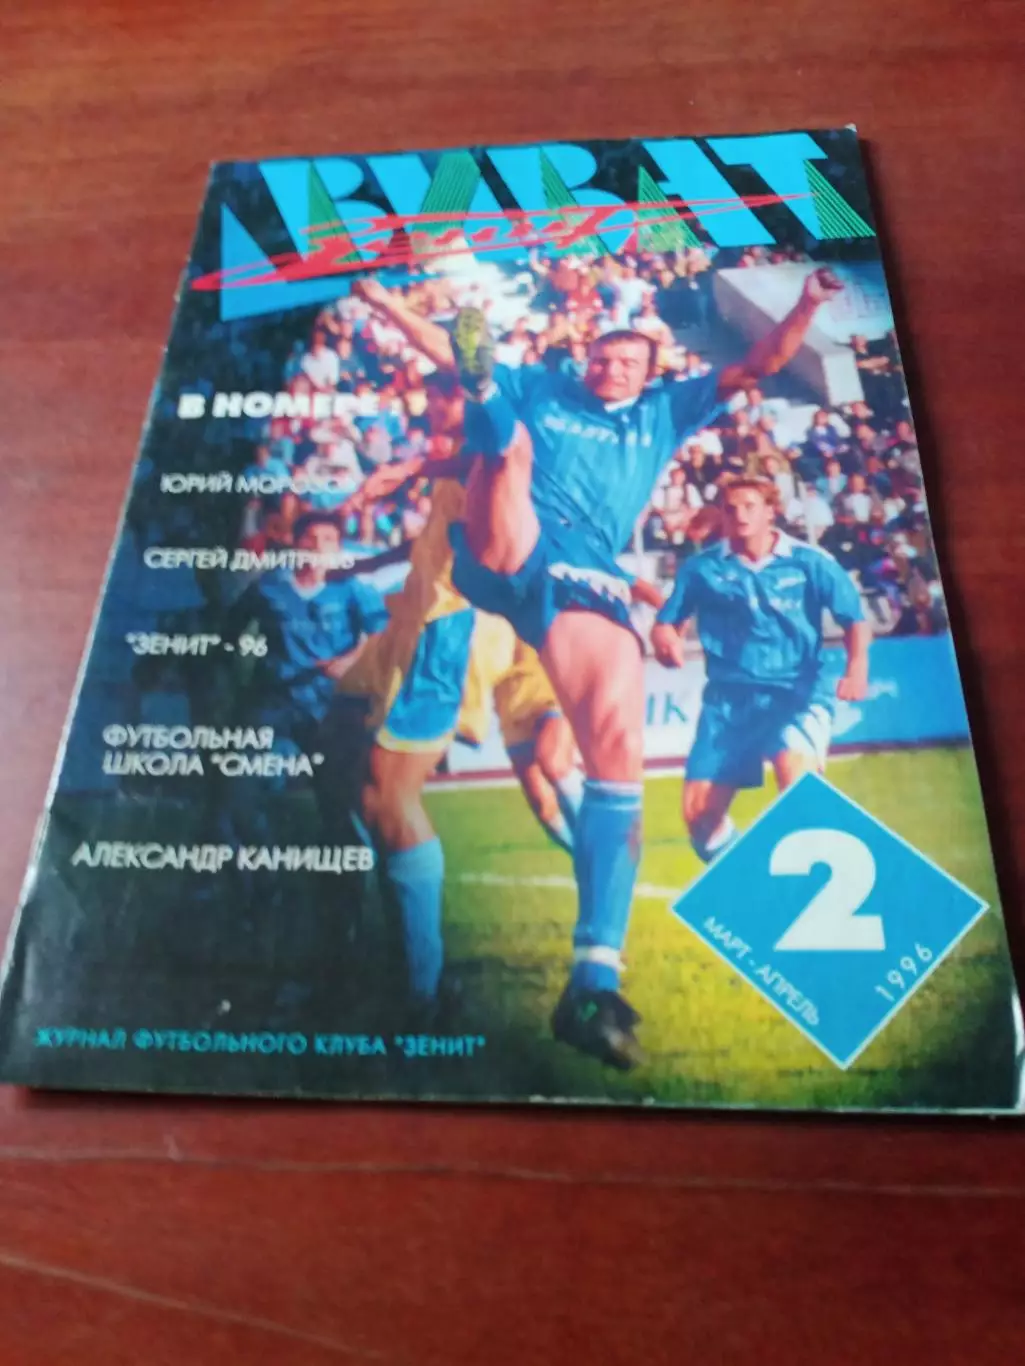 ВИВАТ
Зенит
В НОМЕРЕ:
ЮРИЙ МОРОЗОВ
СЕРГЕЙ ДМИТРИЕВ
"ЗЕНИТ" - 96
ФУТБОЛЬНАЯ
ШКОЛА "СМЕНА"
АЛЕКСАНДР КАНИЩЕВ
2
МАРТ - АПРЕЛЬ
1996
ЖУРНАЛ ФУТБОЛЬНОГО КЛУБА "ЗЕНИТ"